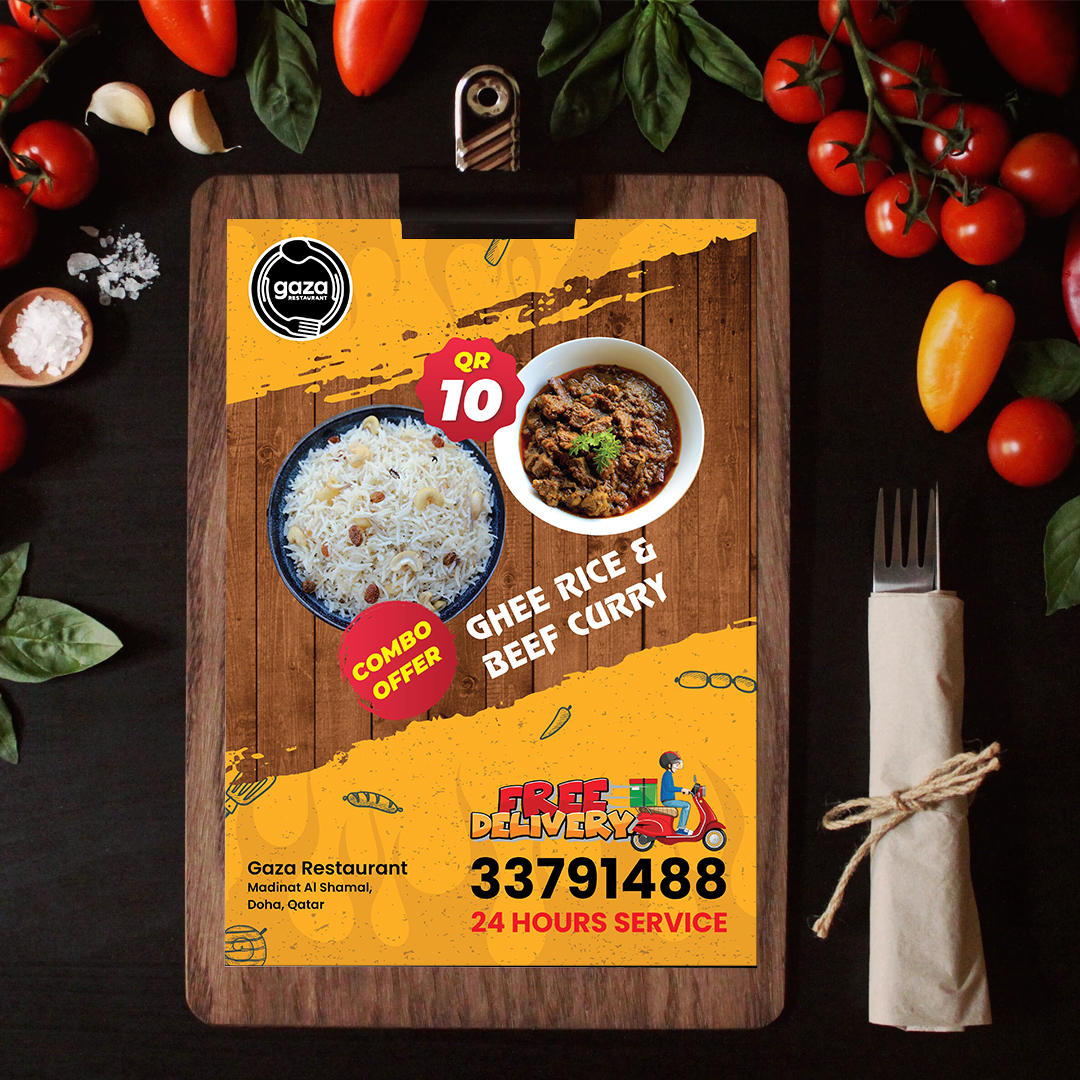 gaza
RESTAURANT
QR
10
GHEE RICE &
BEEF CURRY
COMBO
OFFER
FREE
DELIVERY
33791488
24 HOURS SERVICE
Gaza Restaurant
Madinat Al Shamal,
Doha, Qatar